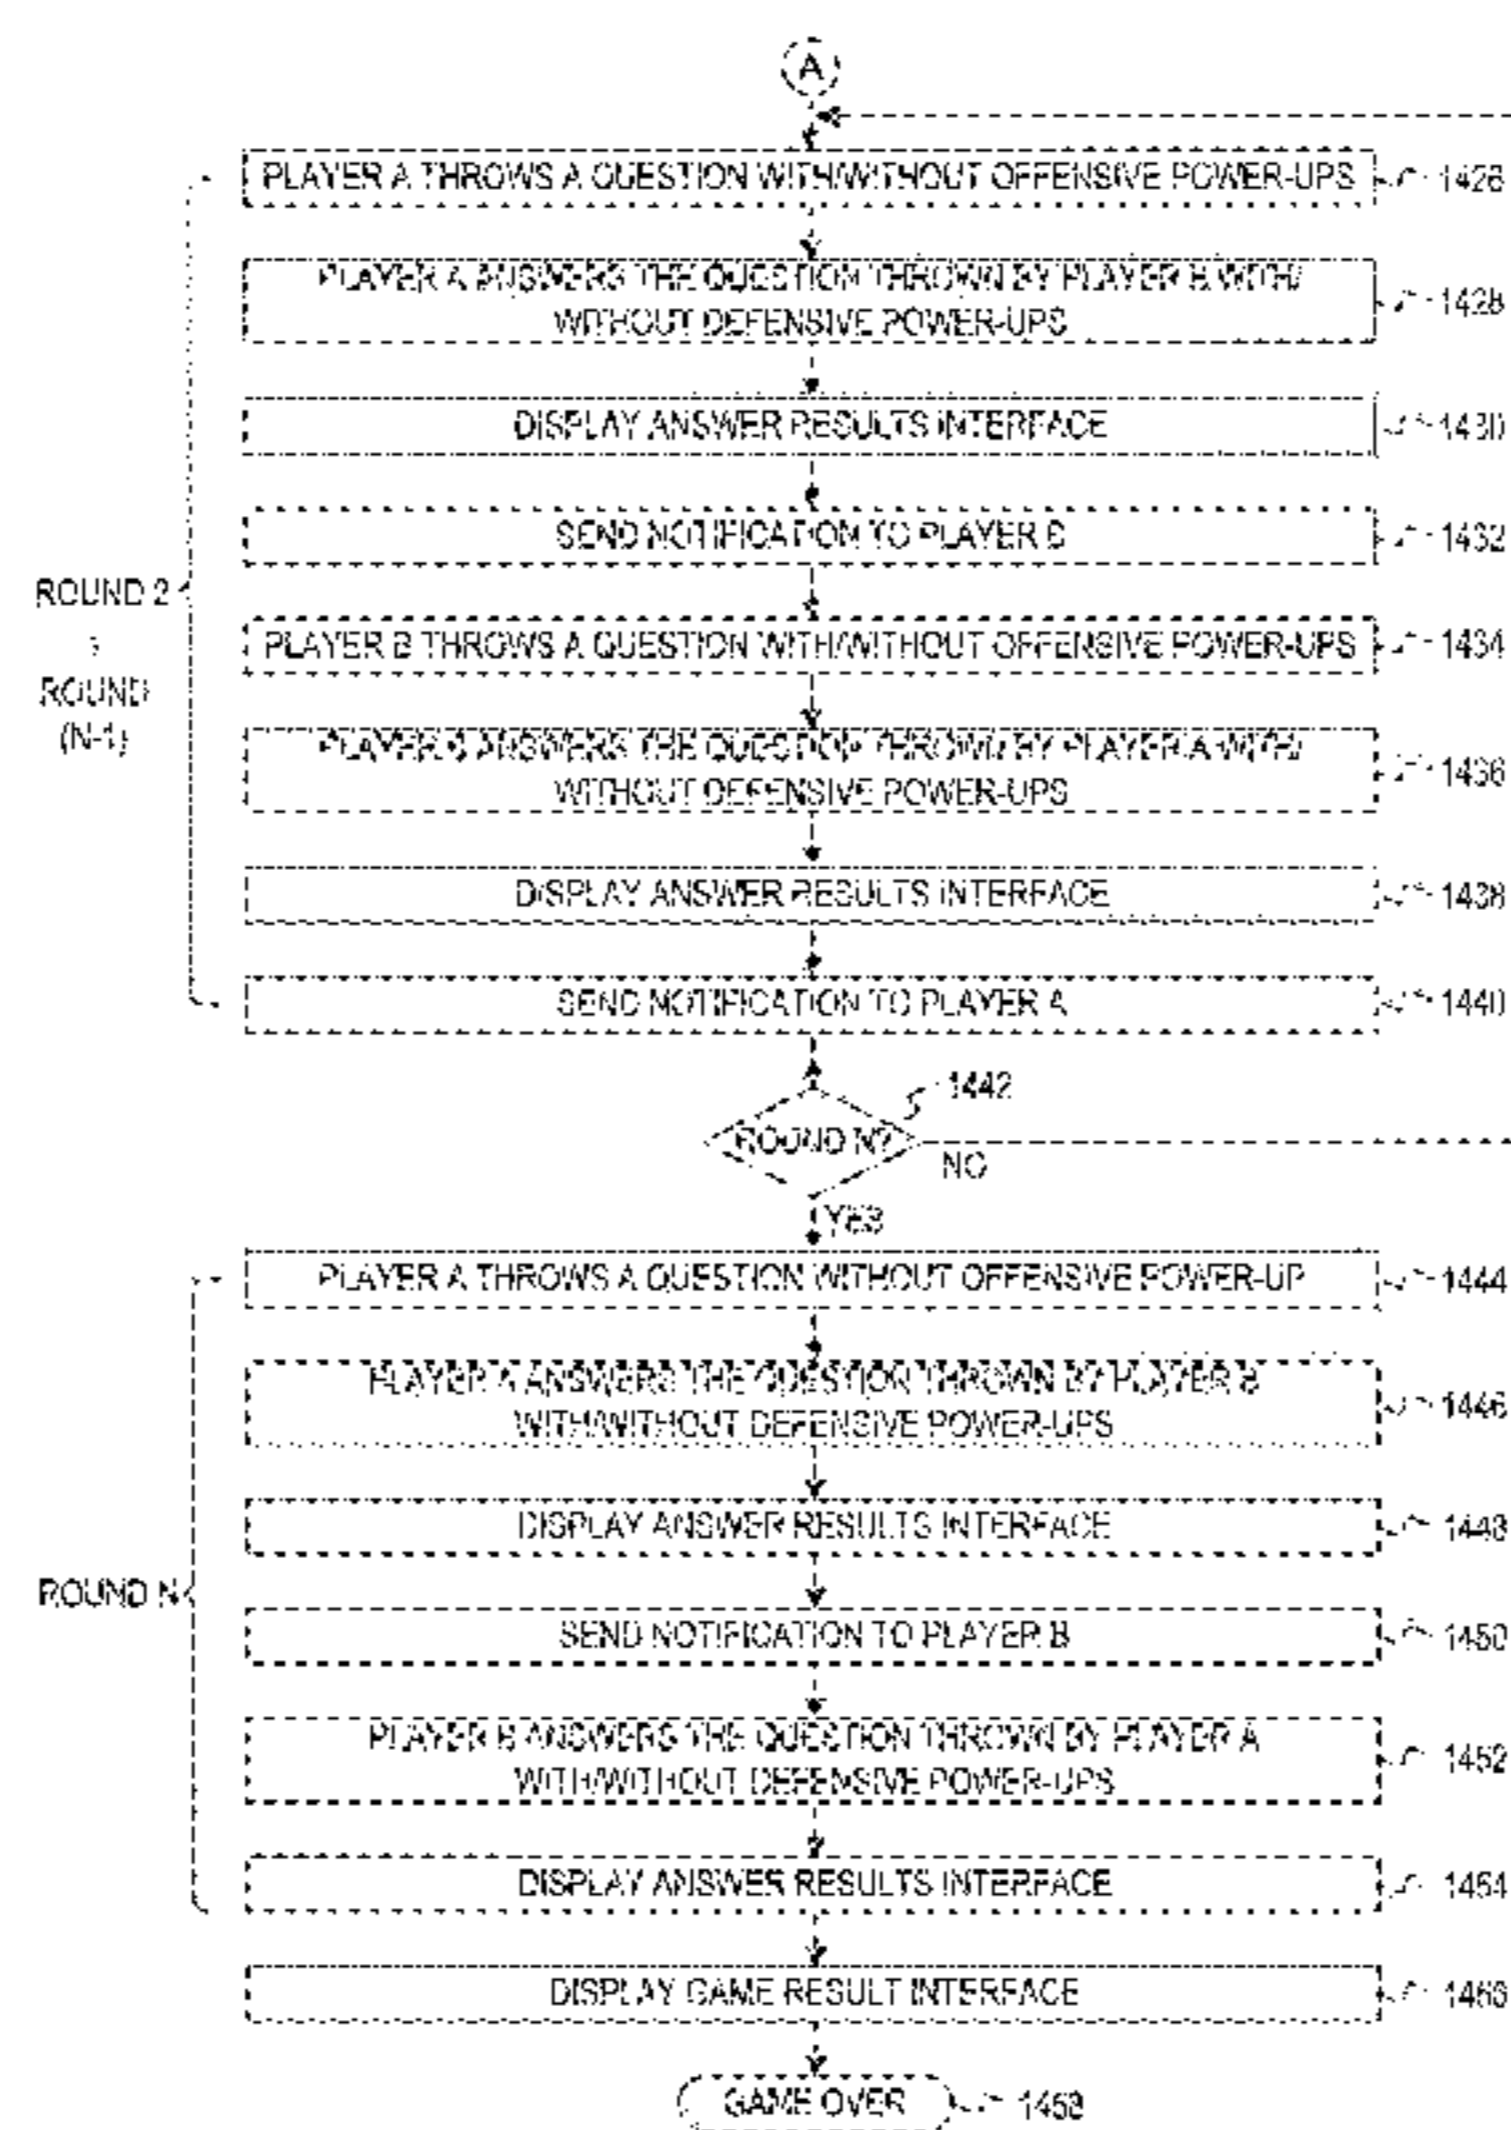 A
PLAYER A THROWS A QUESTION WITH/WITHOUT OFFENSIVE POWER-UPS
1426
PLAYER A ANSWERS THE QUESTION THROWN BY PLAYER B WITH/
WITHOUT DEFENSIVE POWER-UPS
1428
DISPLAY ANSWER RESULTS INTERFACE
1430
SEND NOTIFICATION TO PLAYER B
1432
ROUND 2
ROUND
(N-1)
PLAYER B THROWS A QUESTION WITH/WITHOUT OFFENSIVE POWER-UPS
1434
PLAYER B ANSWERS THE QUESTION THROWN BY PLAYER A WITH/
WITHOUT DEFENSIVE POWER-UPS
1436
DISPLAY ANSWER RESULTS INTERFACE
1438
SEND NOTIFICATION TO PLAYER A
1440
1442
ROUND N?
NO
YES
PLAYER A THROWS A QUESTION WITHOUT OFFENSIVE POWER-UP
1444
PLAYER A ANSWERS THE QUESTION THROWN BY PLAYER B
WITH/WITHOUT DEFENSIVE POWER-UPS
1446
DISPLAY ANSWER RESULTS INTERFACE
1448
ROUND N
SEND NOTIFICATION TO PLAYER B
1450
PLAYER B ANSWERS THE QUESTION THROWN BY PLAYER A
WITH/WITHOUT DEFENSIVE POWER-UPS
1452
DISPLAY ANSWER RESULTS INTERFACE
1454
DISPLAY GAME RESULT INTERFACE
1456
GAME OVER
1458